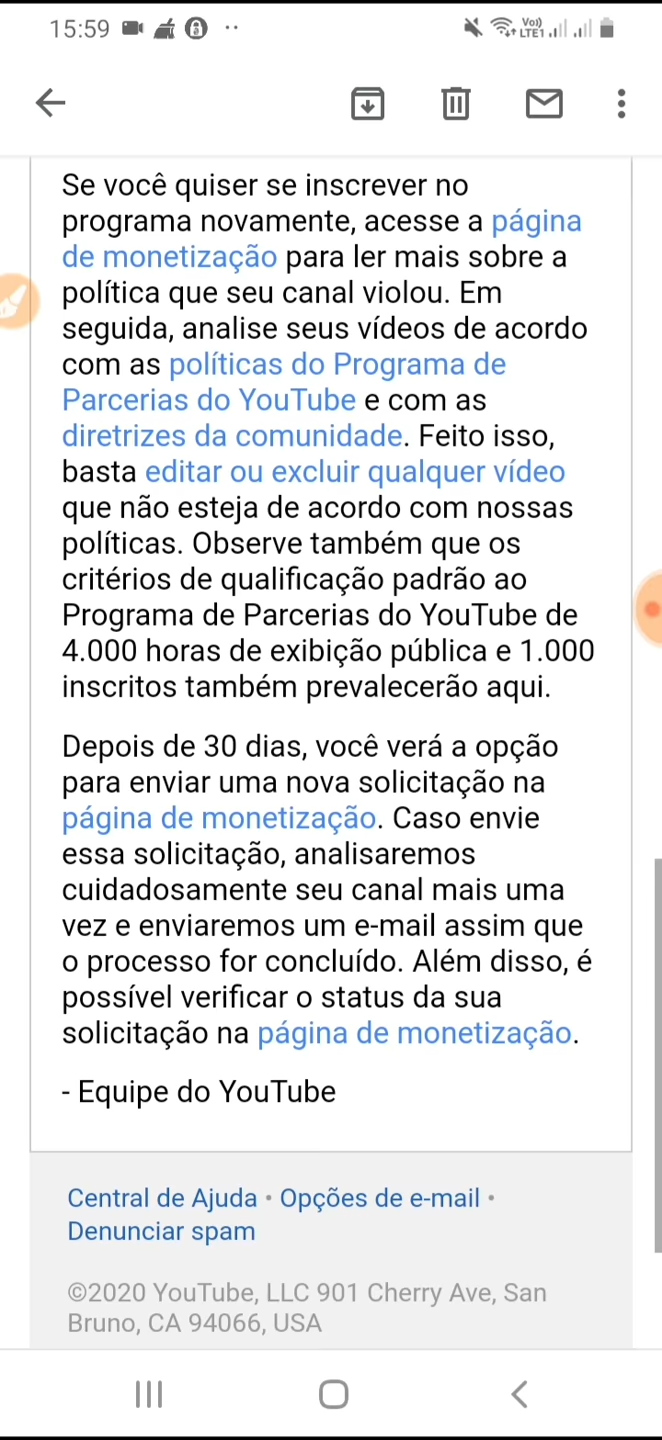 15:59
Vo)) LTE1
Se você quiser se inscrever no
programa novamente, acesse a página
de monetização para ler mais sobre a
política que seu canal violou. Em
seguida, analise seus vídeos de acordo
com as políticas do Programa de
Parcerias do YouTube e com as
diretrizes da comunidade. Feito isso,
basta editar ou excluir qualquer vídeo
que não esteja de acordo com nossas
políticas. Observe também que os
critérios de qualificação padrão ao
Programa de Parcerias do YouTube de
4.000 horas de exibição pública e 1.000
inscritos também prevalecerão aqui.
Depois de 30 dias, você verá a opção
para enviar uma nova solicitação na
página de monetização. Caso envie
essa solicitação, analisaremos
cuidadosamente seu canal mais uma
vez e enviaremos um e-mail assim que
o processo for concluído. Além disso, é
possível verificar o status da sua
solicitação na página de monetização.
- Equipe do YouTube
Central de Ajuda • Opções de e-mail •
Denunciar spam
©2020 YouTube, LLC 901 Cherry Ave, San
Bruno, CA 94066, USA